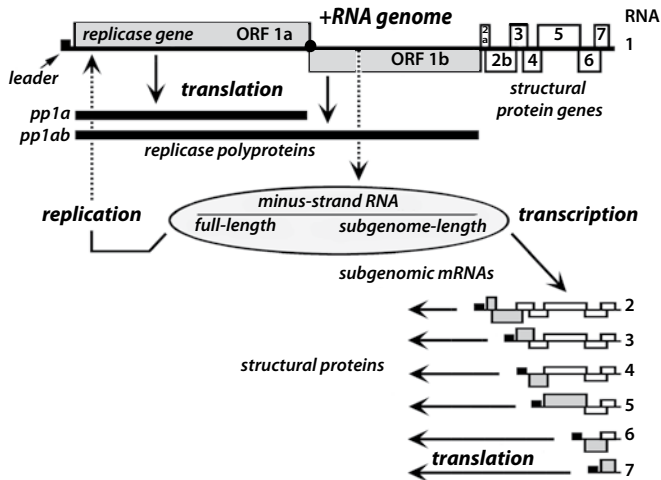 +RNA genome
RNA
replicase gene ORF 1a
2a 3 5 7
1
leader
ORF 1b
2b 4 6
translation
structural
protein genes
pp1a
pp1ab
replicase polyproteins
minus-strand RNA
replication
full-length subgenome-length
transcription
subgenomic mRNAs
2
3
structural proteins
4
5
6
translation
7